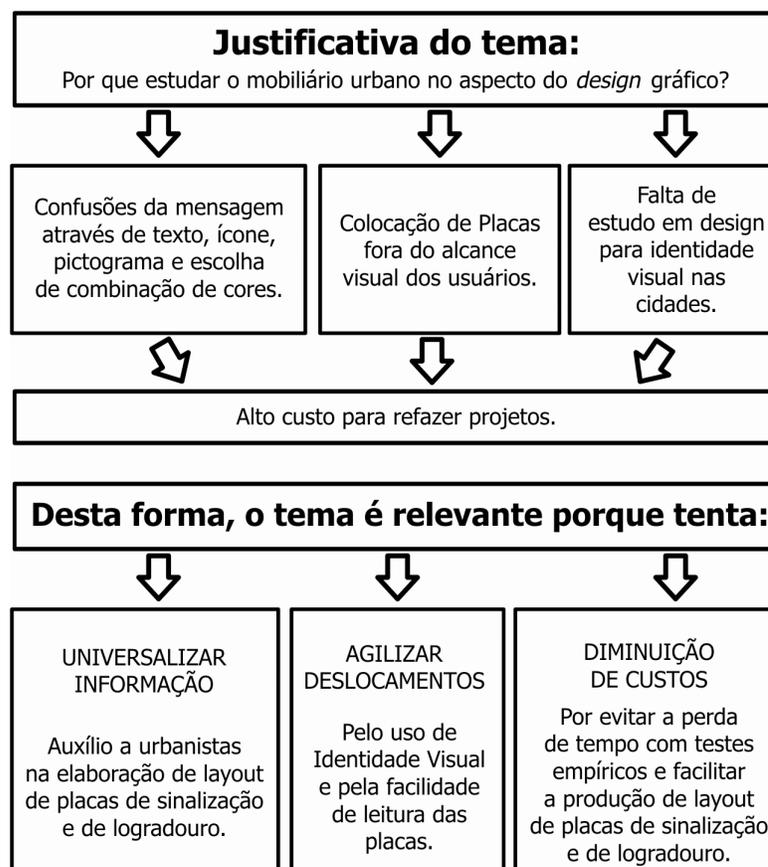 Justificativa do tema:
Por que estudar o mobiliário urbano no aspecto do design gráfico?
Confusões da mensagem
através de texto, ícone,
pictograma e escolha
de combinação de cores.
Colocação de Placas
fora do alcance
visual dos usuários.
Falta de
estudo em design
para identidade
visual nas
cidades.
Alto custo para refazer projetos.
Desta forma, o tema é relevante porque tenta:
UNIVERSALIZAR
INFORMAÇÃO
Auxílio a urbanistas
na elaboração de layout
de placas de sinalização
e de logradouro.
AGILIZAR
DESLOCAMENTOS
Pelo uso de
Identidade Visual
e pela facilidade
de leitura das
placas.
DIMINUIÇÃO
DE CUSTOS
Por evitar a perda
de tempo com testes
empíricos e facilitar
a produção de layout
de placas de sinalização
e de logradouro.